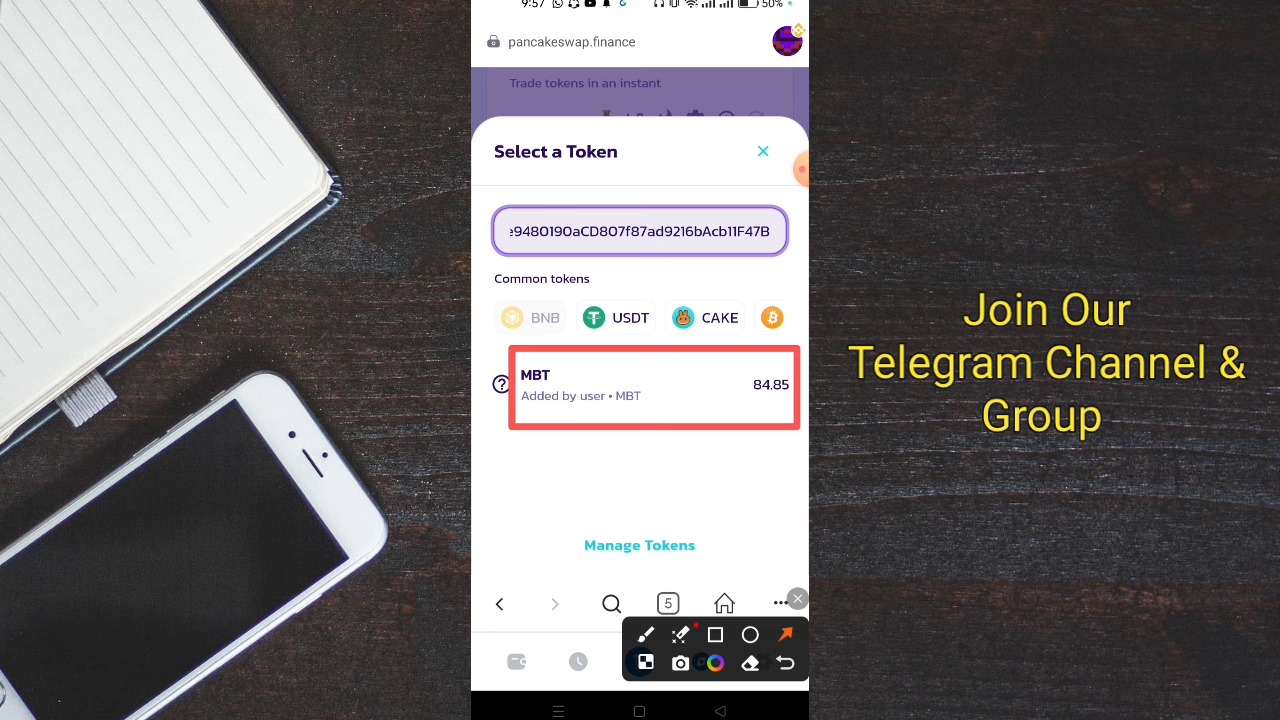 9:57
50%
pancakeswap.finance
Trade tokens in an instant
Select a Token
e9480190aCD807f87ad9216bAcb11F47B
Common tokens
BNB
USDT
CAKE
MBT
Added by user • MBT
84.85
Manage Tokens
5
Join Our
Telegram Channel &
Group